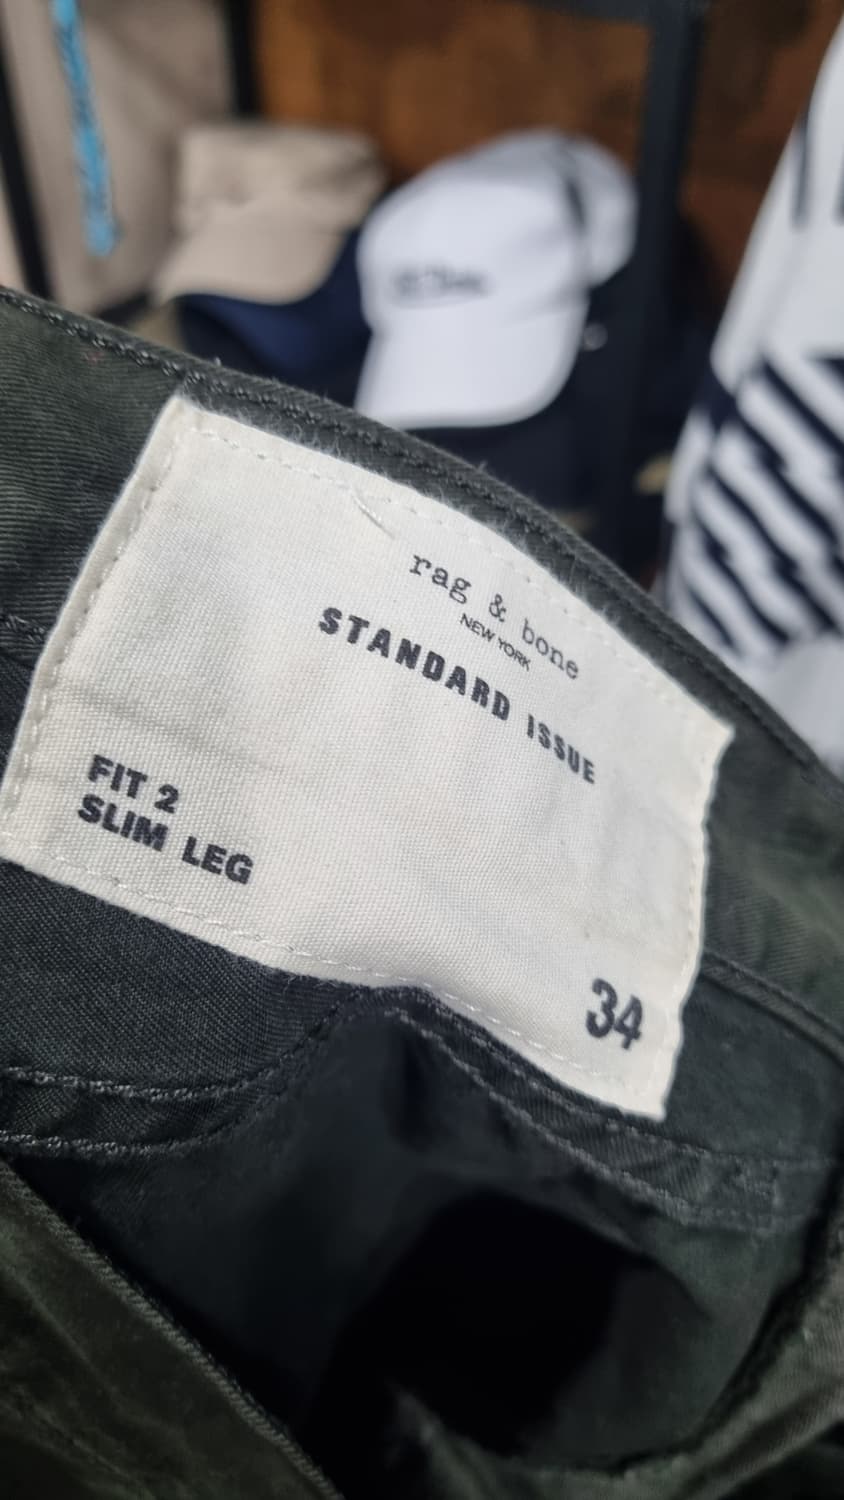 rag & bone
NEW YORK
STANDARD ISSUE
FIT 2
SLIM LEG
34